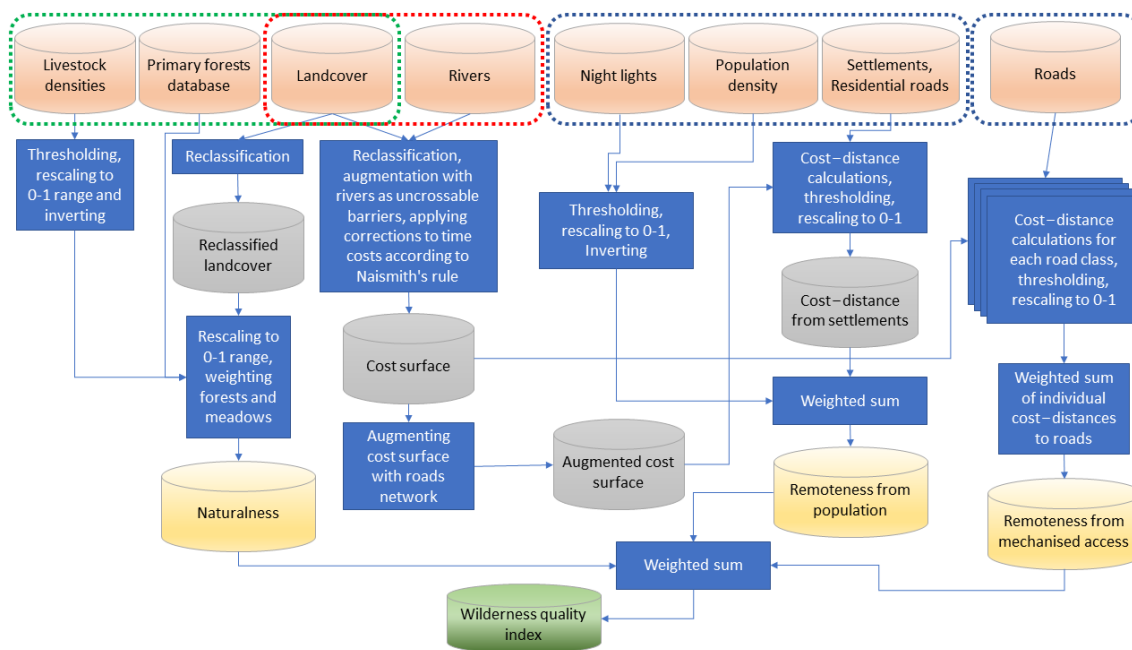 Livestock
densities
Primary forests
database
Landcover
Rivers
Night lights
Population
density
Settlements,
Residential roads
Roads
Thresholding,
rescaling to
0-1 range and
inverting
Reclassification
Reclassification,
augmentation with
rivers as uncrossable
barriers, applying
corrections to time
costs according to
Naismith's rule
Thresholding,
rescaling to 0-1,
Inverting
Cost–distance
calculations,
thresholding,
rescaling to 0-1
Cost–distance
calculations for
each road class,
thresholding,
rescaling to 0-1
Reclassified
landcover
Cost–distance
from settlements
Rescaling to
0-1 range,
weighting
forests and
meadows
Cost surface
Weighted sum
Weighted sum
of individual
cost–distances
to roads
Augmenting
cost surface
with roads
network
Augmented cost
surface
Naturalness
Remoteness from
population
Remoteness from
mechanised access
Weighted sum
Wilderness quality
index